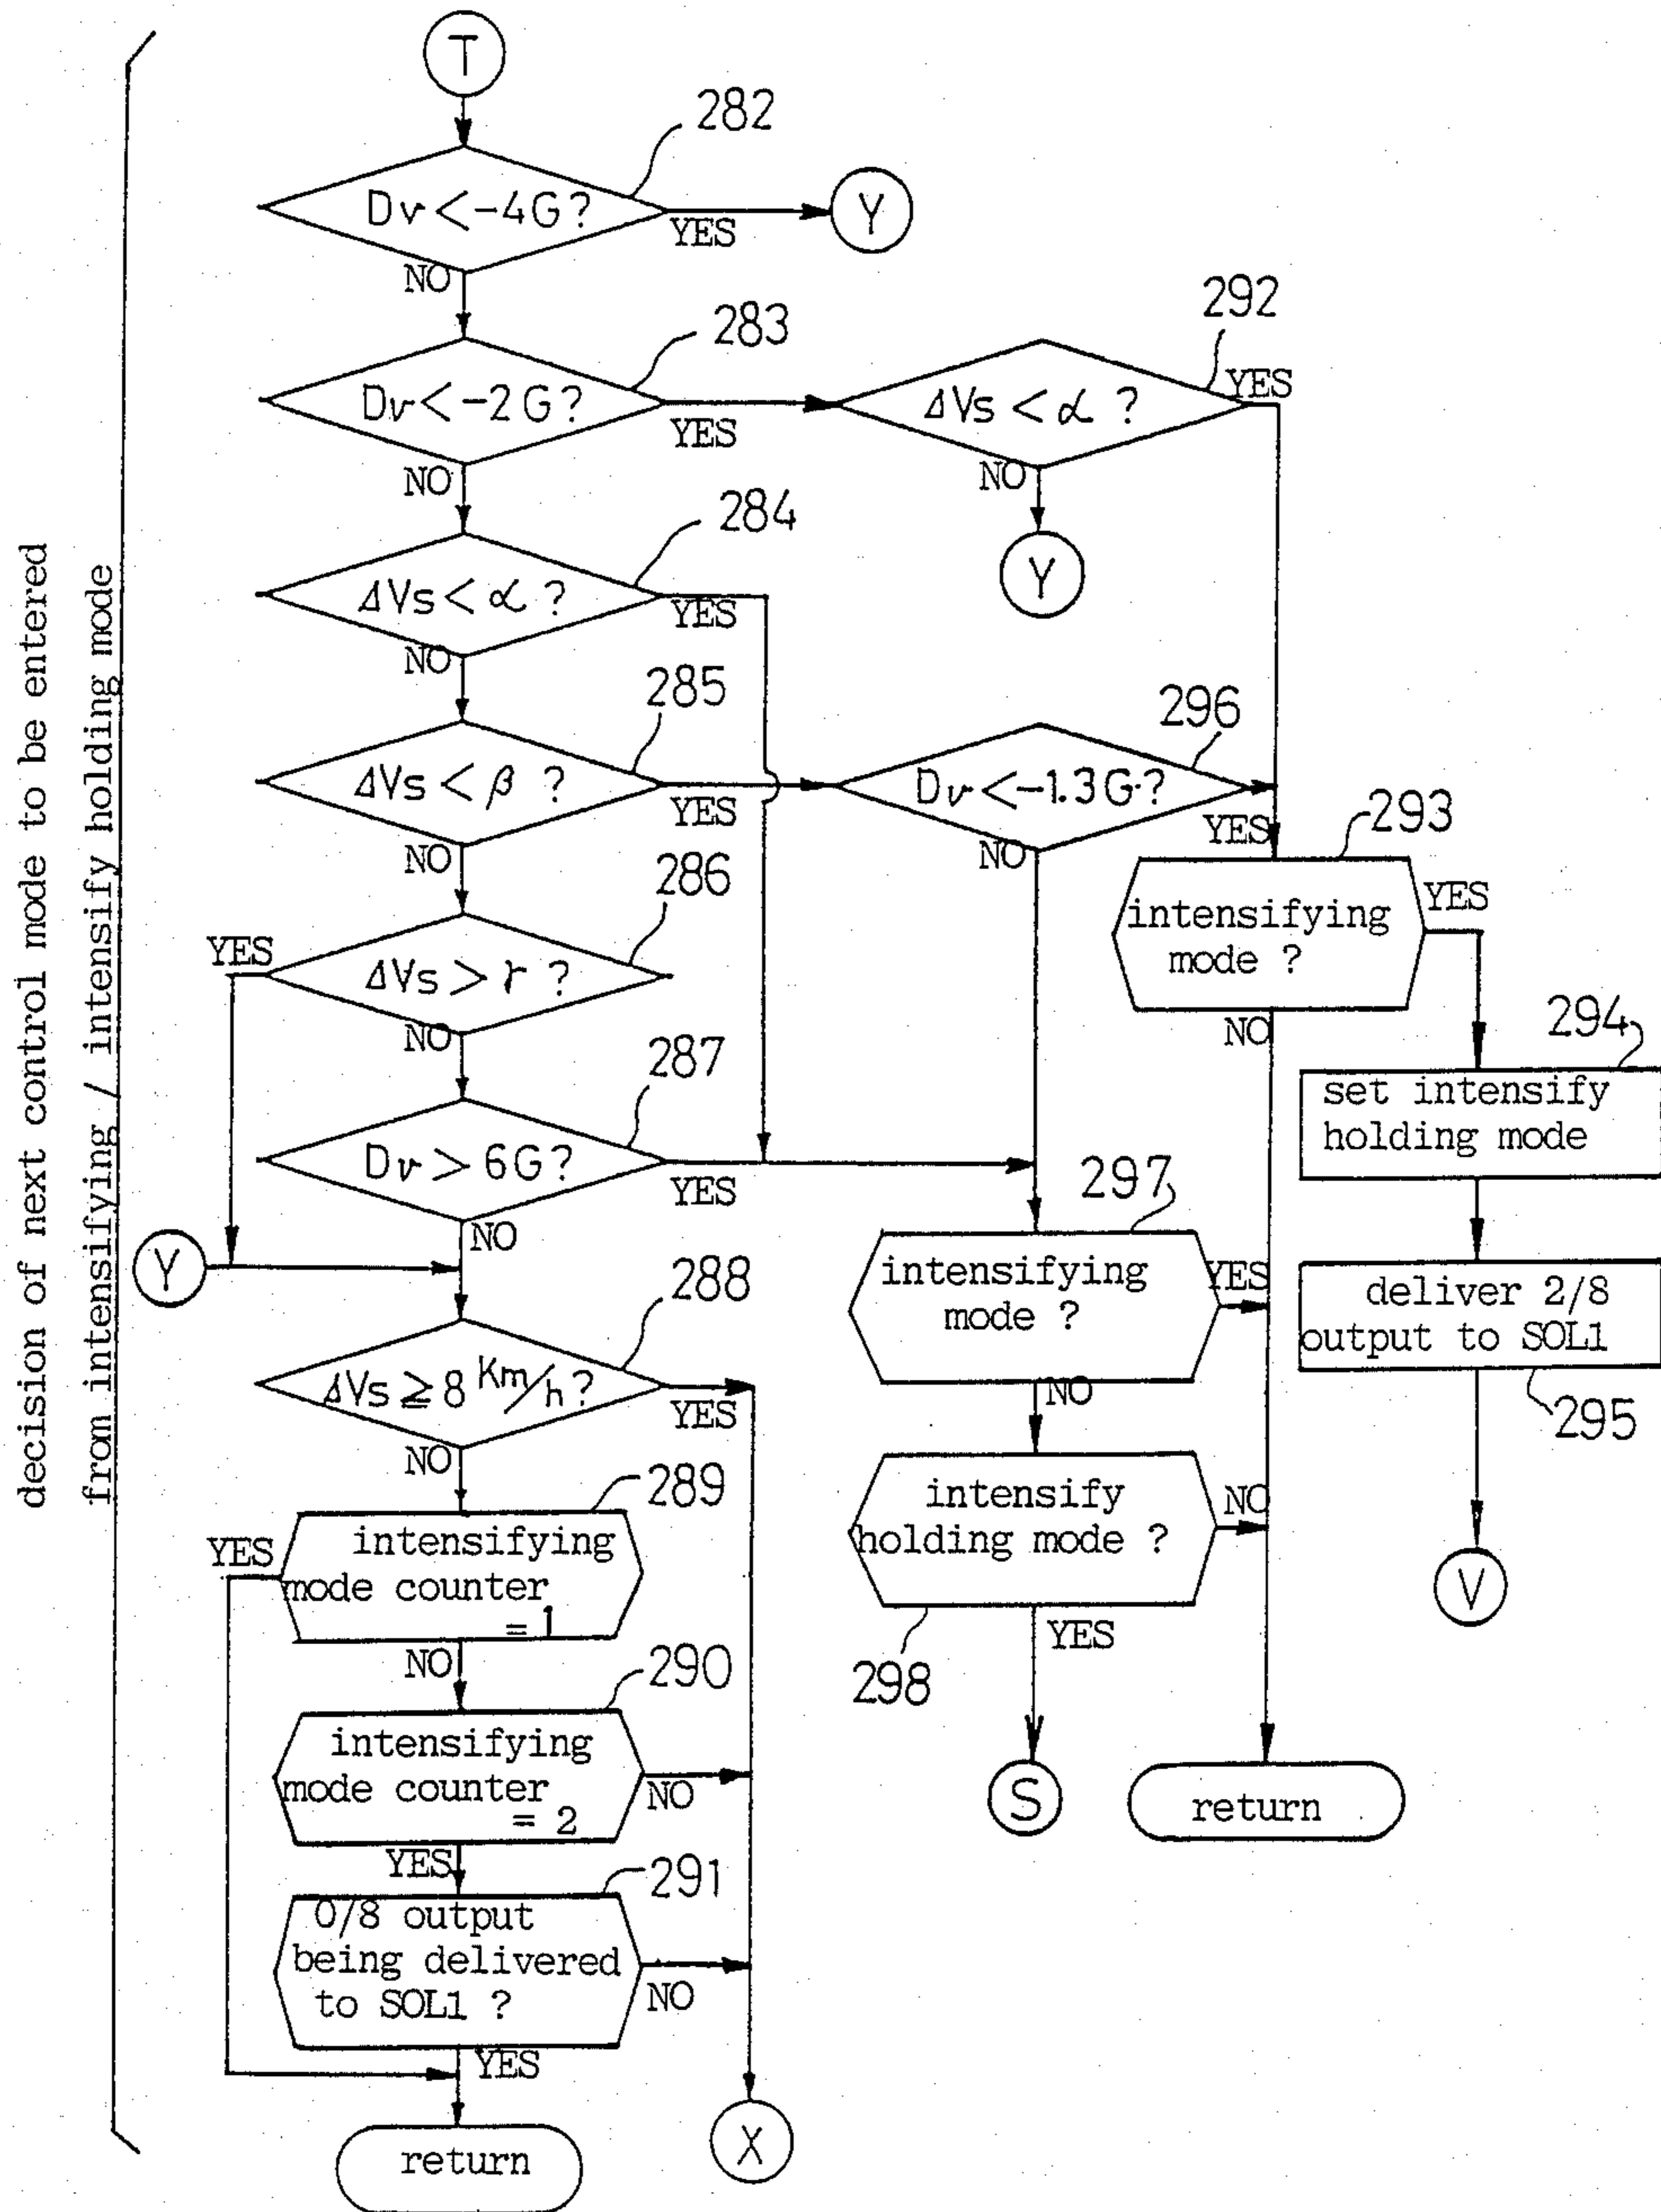 decision of next control mode to be entered
from intensifying / intensify holding mode
T
282
Dv < -4G ?
YES
Y
NO
283
Dv < -2G ?
YES
NO
292
ΔVs < α ?
YES
NO
Y
284
ΔVs < α ?
YES
NO
285
ΔVs < β ?
YES
NO
296
Dv < -1.3G ?
YES
NO
286
ΔVs > r ?
YES
NO
287
Dv > 6G ?
YES
NO
Y
293
intensifying
mode ?
YES
NO
294
set intensify
holding mode
deliver 2/8
output to SOL1
295
V
297
intensifying
mode ?
YES
NO
intensify
holding mode ?
NO
298
YES
S
return
288
ΔVs ≥ 8 Km/h ?
YES
NO
289
intensifying
mode counter
= 1
YES
NO
290
intensifying
mode counter
= 2
NO
YES
291
0/8 output
being delivered
to SOL1 ?
NO
YES
return
X